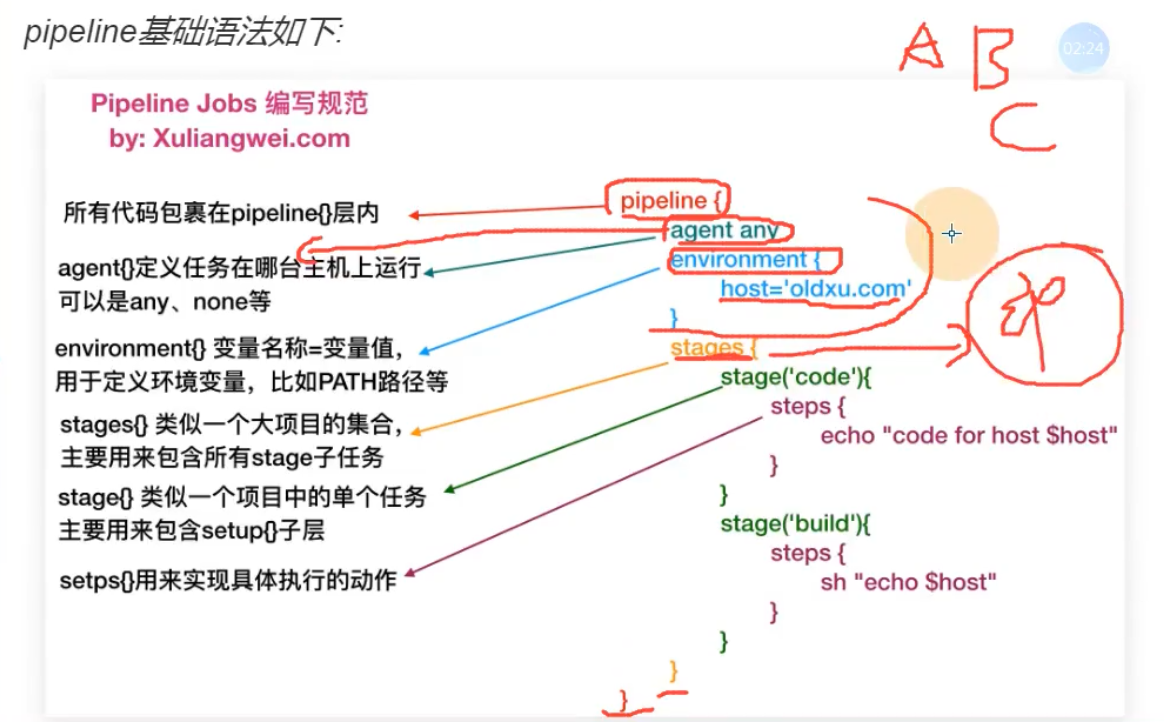 pipeline基础语法如下:
A B
C
02:24
Pipeline Jobs 编写规范
by: Xuliangwei.com
所有代码包裹在pipeline{}层内
agent{}定义任务在哪台主机上运行
可以是any、none等
environment{} 变量名称=变量值，
用于定义环境变量，比如PATH路径等
stages{} 类似一个大项目的集合，
主要用来包含所有stage子任务
stage{} 类似一个项目中的单个任务
主要用来包含setup{}子层
setps{}用来实现具体执行的动作
pipeline {
agent any
environment {
host='oldxu.com'
}
stages {
stage('code'){
steps {
echo "code for host $host"
}
}
stage('build'){
steps {
sh "echo $host"
}
}
}
}